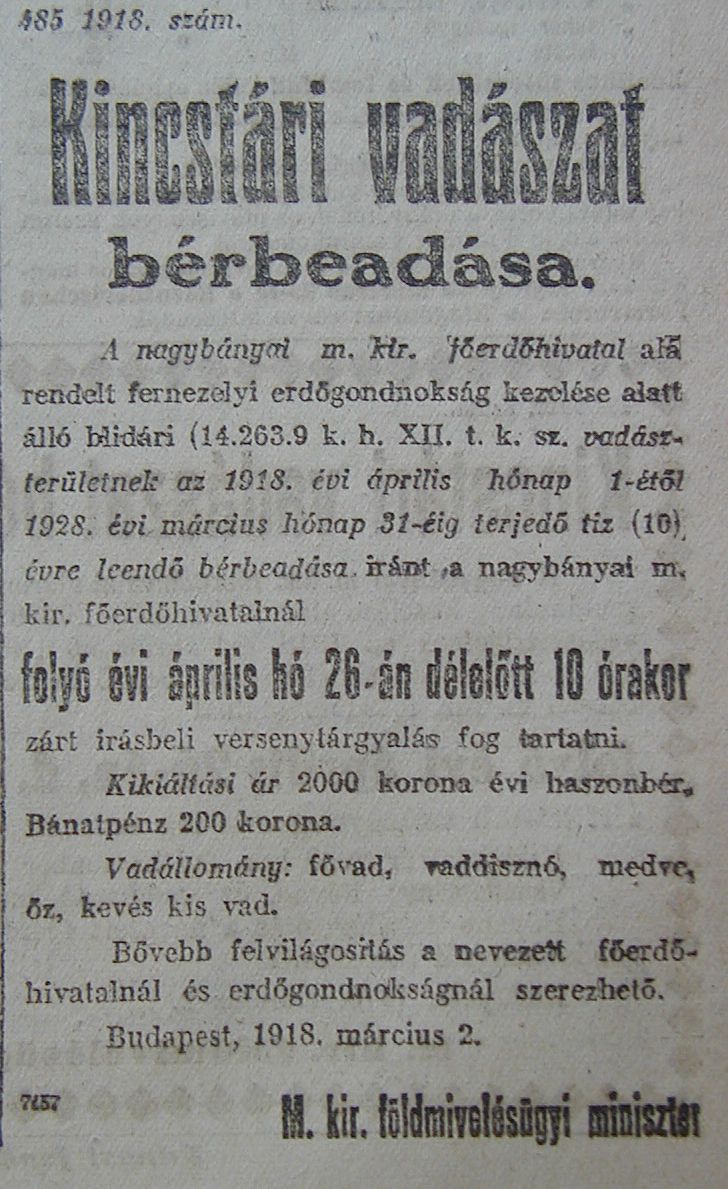 485 1918. szám.
Kincstári vadászat
bérbeadása.
A nagybányai m. kir. főerdőhivatal alá
rendelt fernezelyi erdőgondnokság kezelése alatt
álló blidári (14.263.9 k. h. XII. t. k. sz. vadász-
területnek az 1918. évi április hónap 1-étől
1928. évi március hónap 31-éig terjedő tiz (10)
évre leendő bérbeadása iránt a nagybányai m.
kir. főerdőhivatalnál
folyó évi április hó 26-án délelőtt 10 órakor
zárt irásbeli versenytárgyalás fog tartatni.
Kikiáltási ár 2000 korona évi haszonbér,
Bánatpénz 200 korona.
Vadállomány: fővad, vaddisznó, medve,
őz, kevés kis vad.
Bővebb felvilágositás a nevezett főerdő-
hivatalnál és erdőgondnokságnál szerezhető.
Budapest, 1918. március 2.
7457
M. kir. földmivelésügyi miniszter